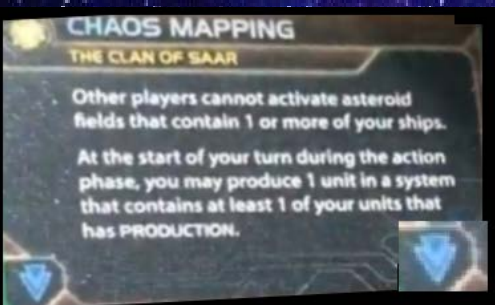 CHAOS MAPPING
THE CLAN OF SAAR
Other players cannot activate asteroid
fields that contain 1 or more of your ships.
At the start of your turn during the action
phase, you may produce 1 unit in a system
that contains at least 1 of your units that
has PRODUCTION.